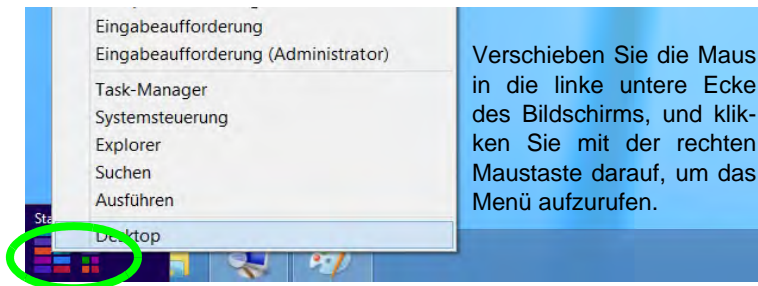 Eingabeaufforderung
Eingabeaufforderung (Administrator)
Task-Manager
Systemsteuerung
Explorer
Suchen
Ausführen
Desktop
Verschieben Sie die Maus
in die linke untere Ecke
des Bildschirms, und klik-
ken Sie mit der rechten
Maustaste darauf, um das
Menü aufzurufen.